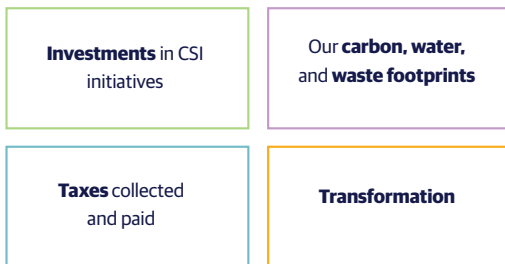 Investments in CSI
initiatives
Our carbon, water,
and waste footprints
Taxes collected
and paid
Transformation